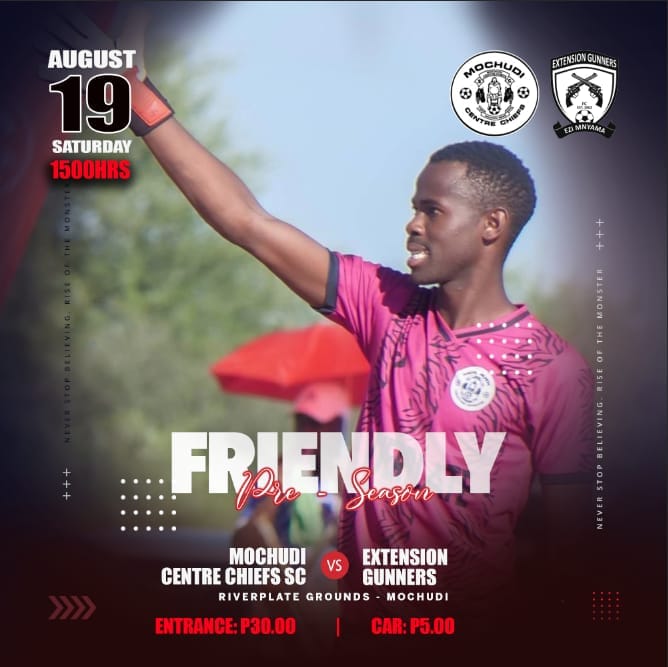 AUGUST
19
SATURDAY
1500HRS
MOCHUDI
CENTRE CHIEFS
EXTENSION GUNNERS
FC
EZI MNYAMA
NEVER STOP BELIEVING. RISE OF THE MONSTER
NEVER STOP BELIEVING. RISE OF THE MONSTER
FRIENDLY
Pre - Season
MOCHUDI
CENTRE CHIEFS SC
VS
EXTENSION
GUNNERS
RIVERPLATE GROUNDS - MOCHUDI
ENTRANCE: P30.00 | CAR: P5.00